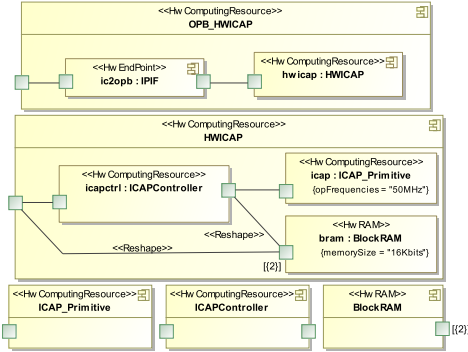 <<Hw ComputingResource>>
OPB_HWICAP
<<Hw EndPoint>>
ic2opb : IPIF
<<Hw ComputingResource>>
hwicap : HWICAP
<<Hw ComputingResource>>
HWICAP
<<Hw ComputingResource>>
icapctrl : ICAPController
<<Hw ComputingResource>>
icap : ICAP_Primitive
{opFrequencies = "50MHz"}
<<Reshape>>
<<Reshape>>
[{2}]
<<Hw RAM>>
bram : BlockRAM
{memorySize = "16Kbits"}
<<Hw ComputingResource>>
ICAP_Primitive
<<Hw ComputingResource>>
ICAPController
<<Hw RAM>>
BlockRAM
[{2}